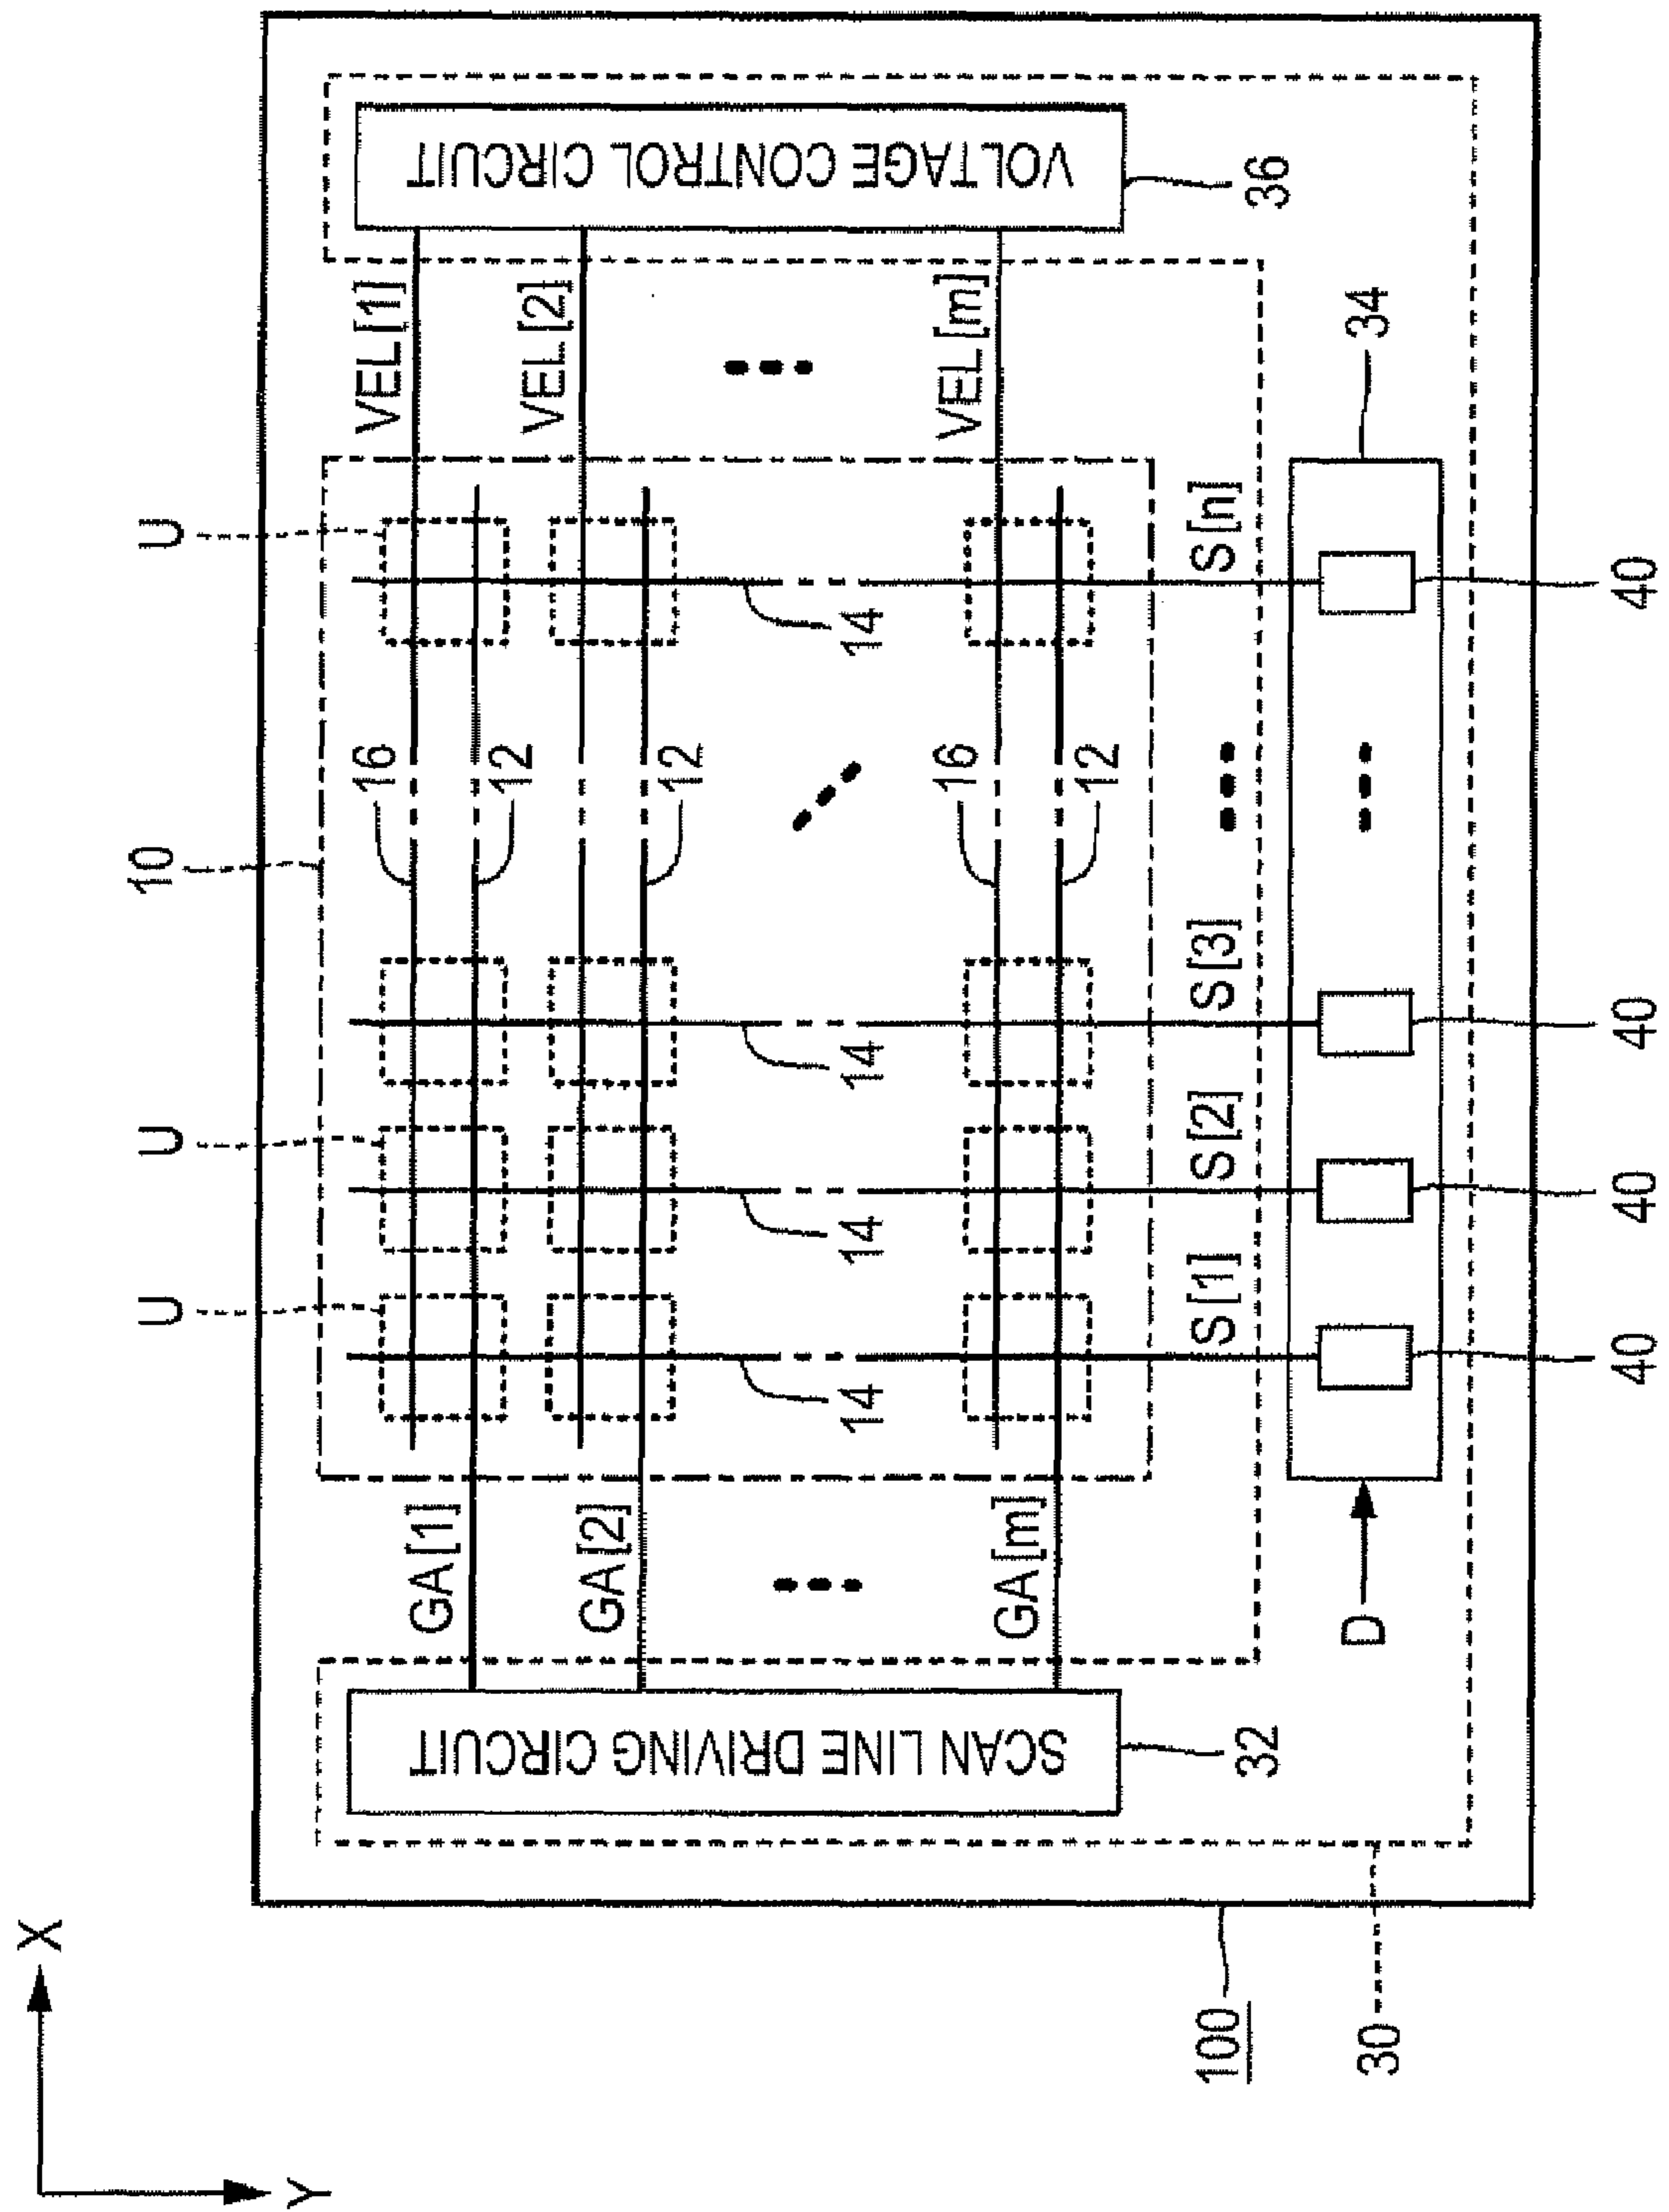 X
Y
100
30
10
U
U
U
SCAN LINE DRIVING CIRCUIT
32
GA[1]
GA[2]
GA[m]
16
12
12
16
12
14
14
14
14
VEL[1]
VEL[2]
VEL[m]
VOLTAGE CONTROL CIRCUIT
36
S[1]
S[2]
S[3]
S[n]
D
34
40
40
40
40